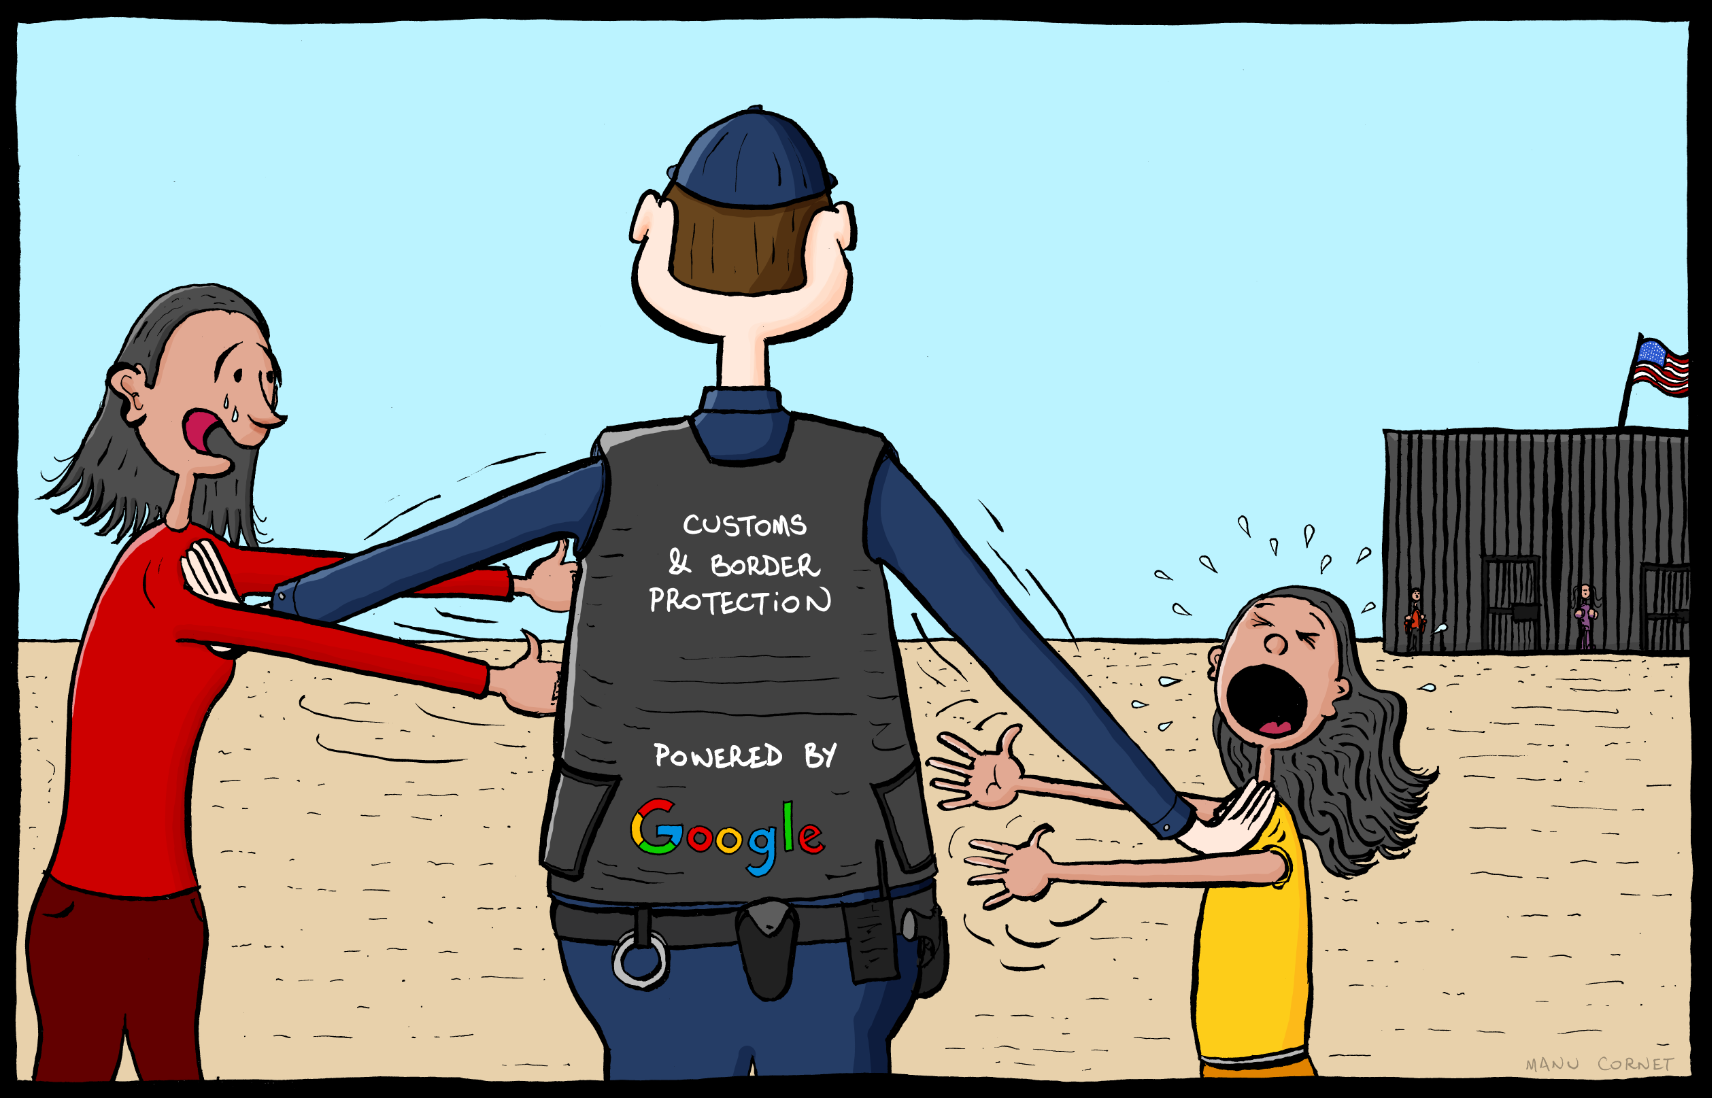 CUSTOMS
& BORDER
PROTECTION
POWERED BY
Google
MANU CORNET